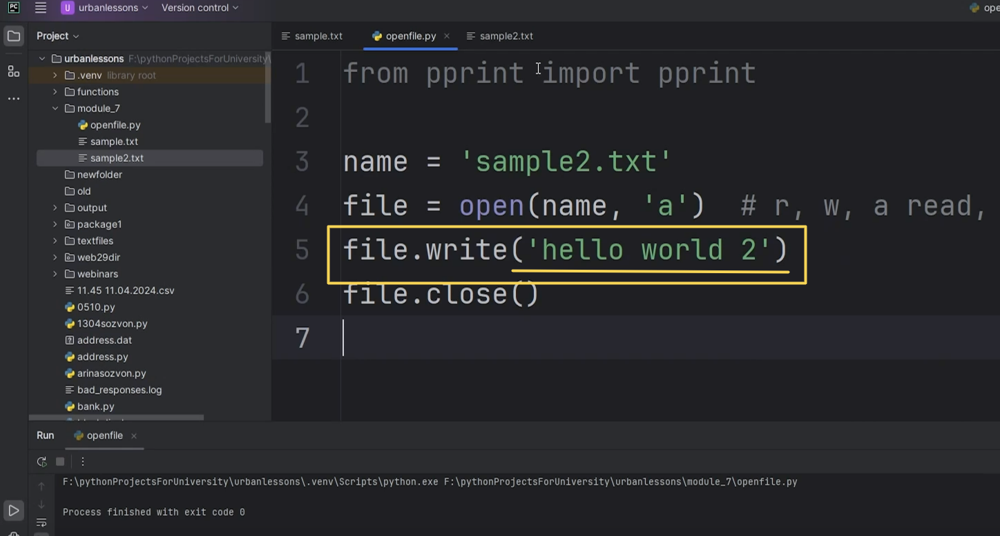 PC
U urbanlessons Version control
Project
sample.txt openfile.py sample2.txt
urbanlessons F:\pythonProjectsForUniversity\
.venv library root
functions
module_7
openfile.py
sample.txt
sample2.txt
newfolder
old
output
package1
textfiles
web29dir
webinars
11.45 11.04.2024.csv
0510.py
1304sozvon.py
address.dat
address.py
arinasozvon.py
bad_responses.log
bank.py
1 from pprint import pprint
2
3 name = 'sample2.txt'
4 file = open(name, 'a')  # r, w, a read,
5 file.write('hello world 2')
6 file.close()
7
Run openfile
F:\pythonProjectsForUniversity\urbanlessons\.venv\Scripts\python.exe F:\pythonProjectsForUniversity\urbanlessons\module_7\openfile.py
Process finished with exit code 0